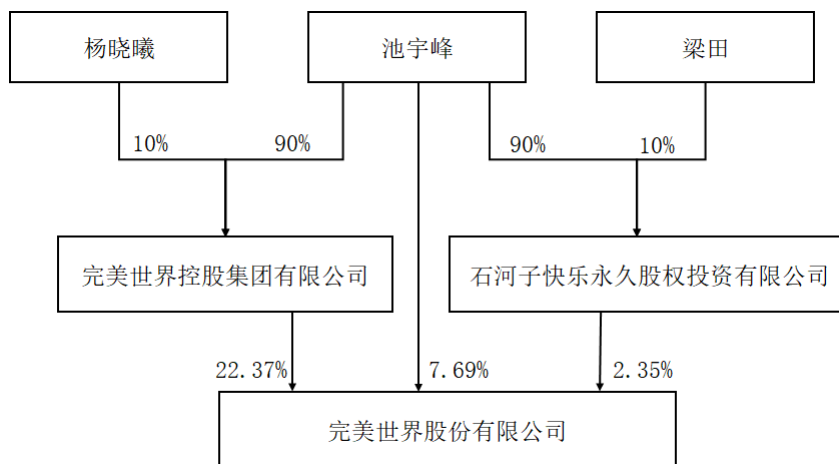 杨晓曦
池宇峰
梁田
10%
90%
90%
10%
完美世界控股集团有限公司
石河子快乐永久股权投资有限公司
22.37%
7.69%
2.35%
完美世界股份有限公司